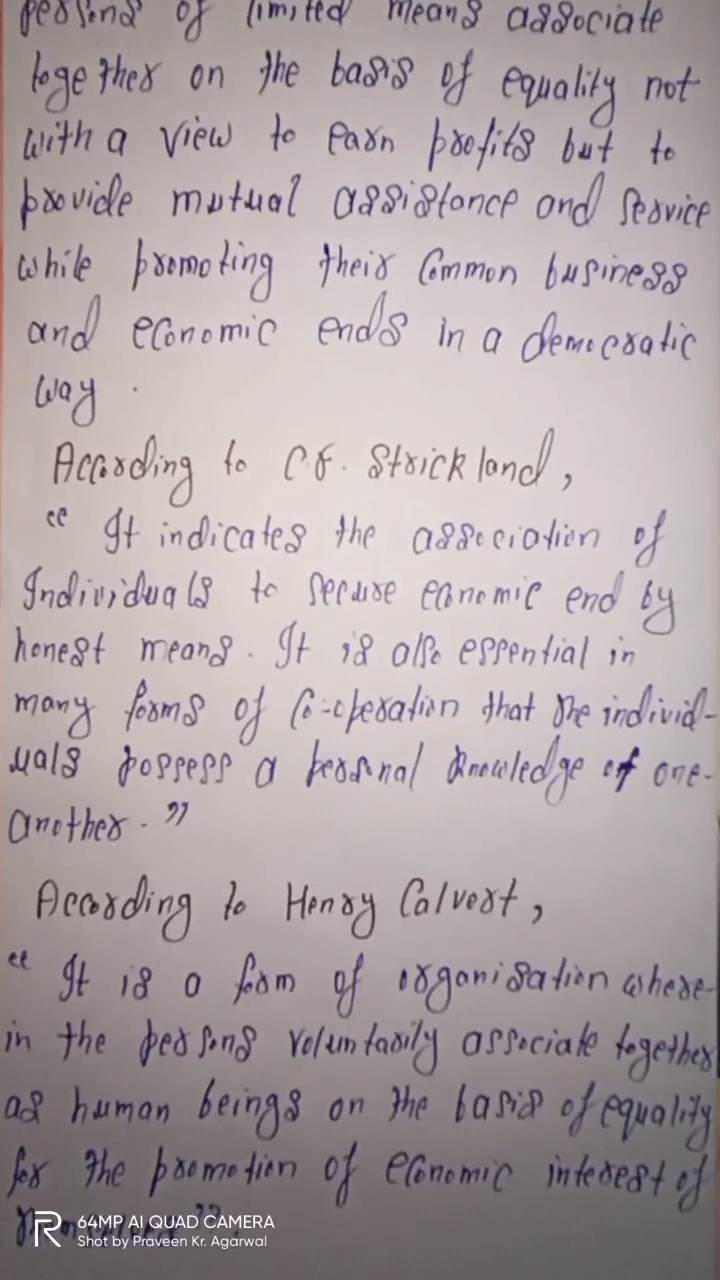 persons of limited means associate
together on the basis of equality not
with a view to earn profits but to
provide mutual assistance and service
while promoting their Common business
and economic ends in a democratic
way.
According to C.F. Strickland,
"It indicates the association of
Individuals to secure economic end by
honest means. It is also essential in
many forms of Co-operation that the individ-
uals possess a personal knowledge of one-
another."
According to Henry Calvert,
"It is a form of organisation where-
in the persons voluntarily associate together
as human beings on the basis of equality
for the promotion of economic interest of
"
64MP AI QUAD CAMERA
Shot by Praveen Kr. Agarwal